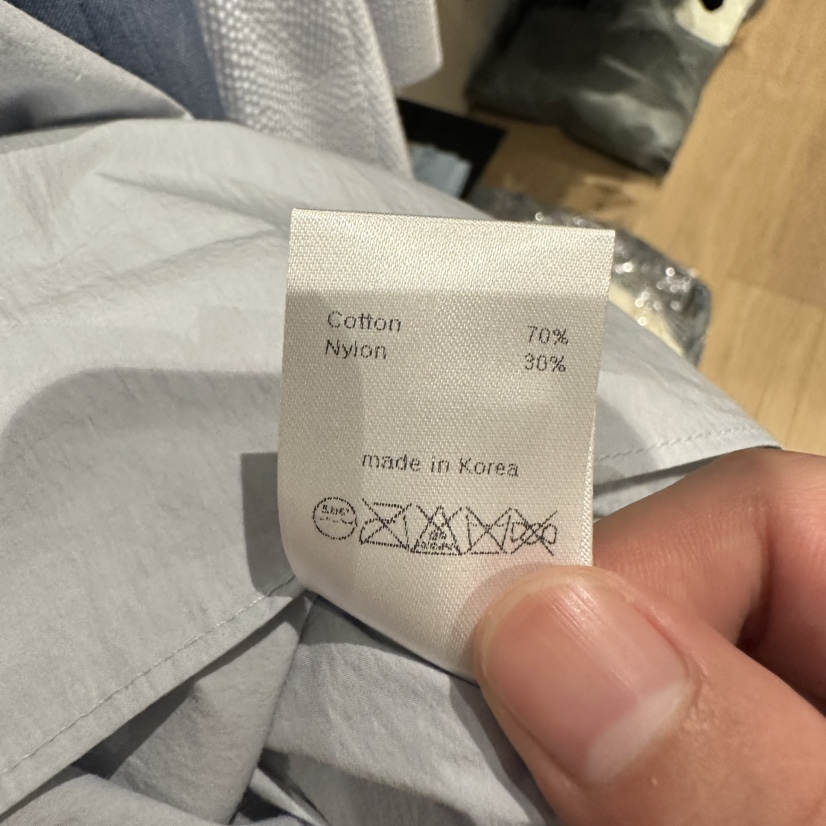 Cotton 70%
Nylon 30%
made in Korea